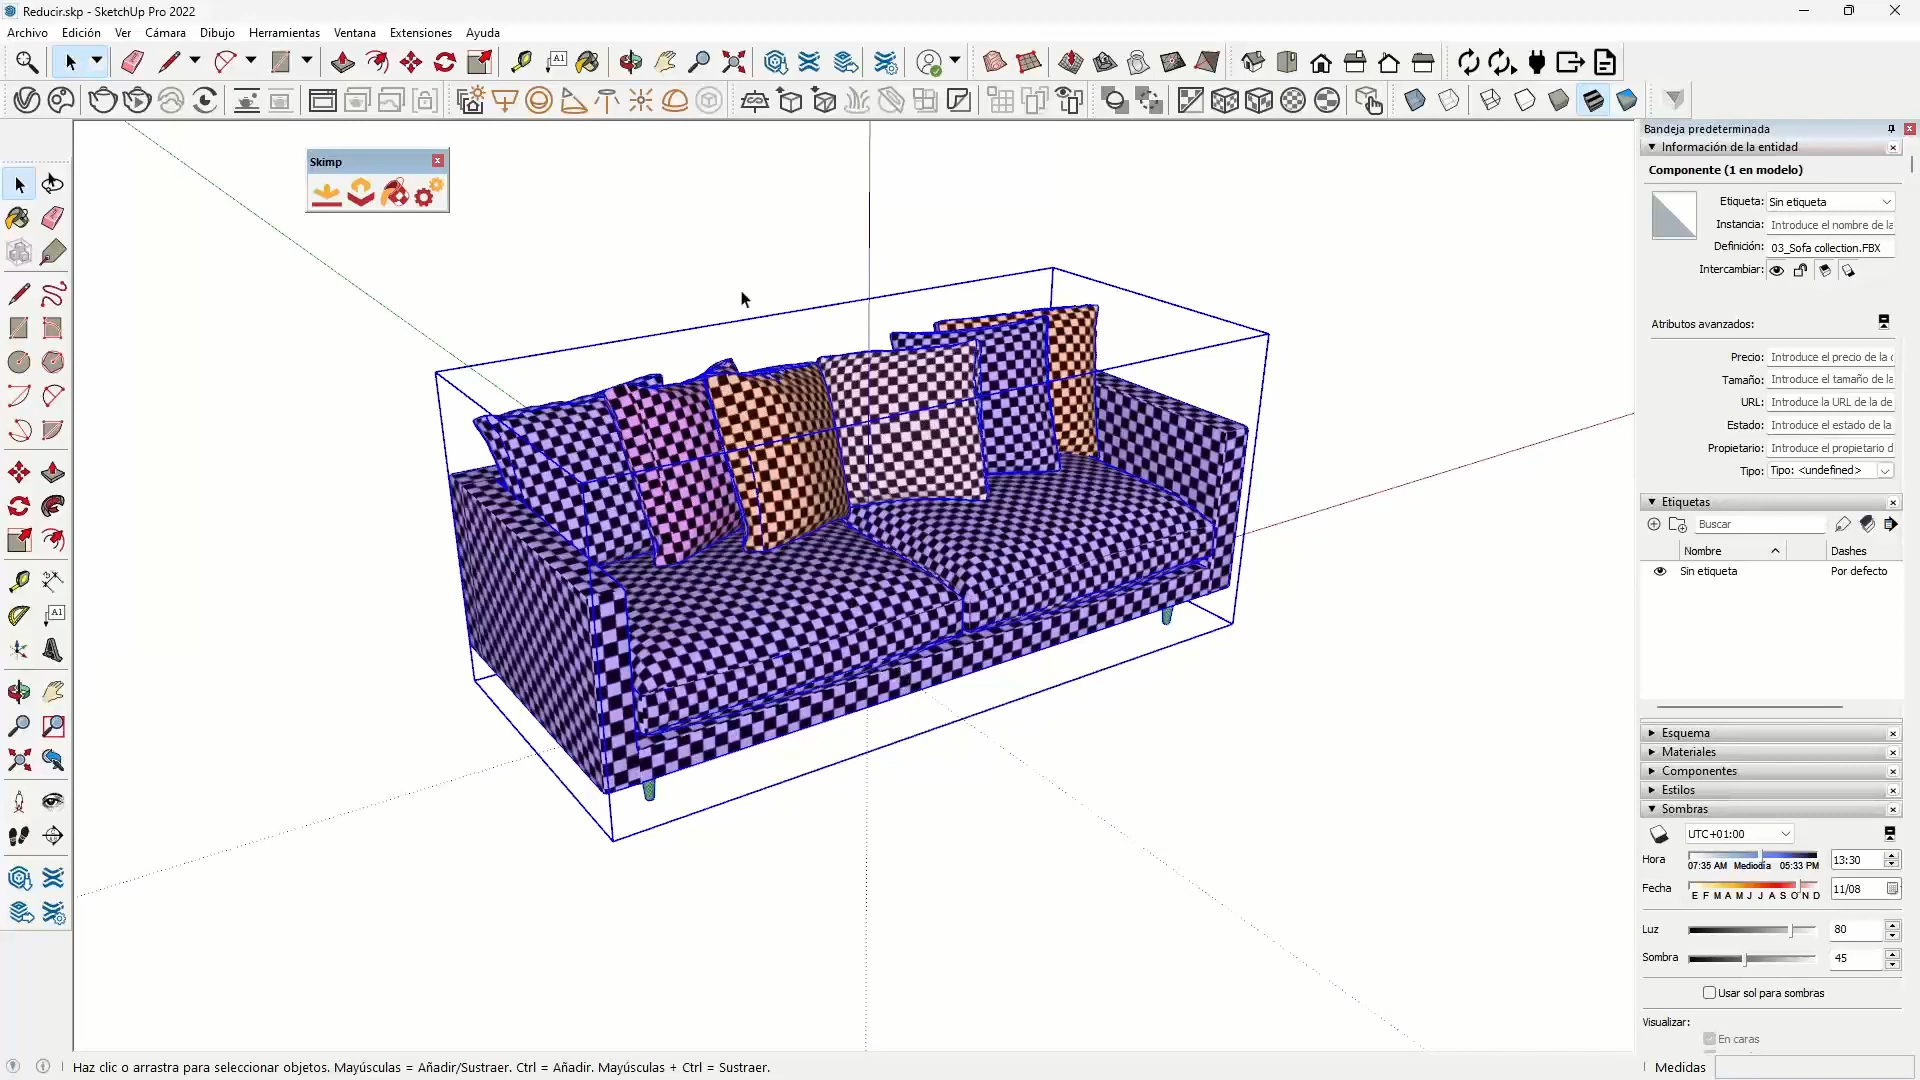 Reducir.skp - SketchUp Pro 2022
Archivo Edición Ver Cámara Dibujo Herramientas Ventana Extensiones Ayuda
A1
Skimp
A1
Bandeja predeterminada
Información de la entidad
Componente (1 en modelo)
Etiqueta: Sin etiqueta
Instancia: Introduce el nombre de la
Definición: 03_Sofa collection.FBX
Intercambiar:
Atributos avanzados:
Precio: Introduce el precio de la c
Tamaño: Introduce el tamaño de la
URL: Introduce la URL de la de
Estado: Introduce el estado de la
Propietario: Introduce el propietario d
Tipo: Tipo: <undefined>
Etiquetas
Buscar
Nombre Dashes
Sin etiqueta Por defecto
Esquema
Materiales
Componentes
Estilos
Sombras
UTC+01:00
Hora 07:35 AM Mediodía 05:33 PM 13:30
Fecha E F M A M J J A S O N D 11/08
Luz 80
Sombra 45
Usar sol para sombras
Visualizar:
En caras
Haz clic o arrastra para seleccionar objetos. Mayúsculas = Añadir/Sustraer. Ctrl = Añadir. Mayúsculas + Ctrl = Sustraer.
Medidas